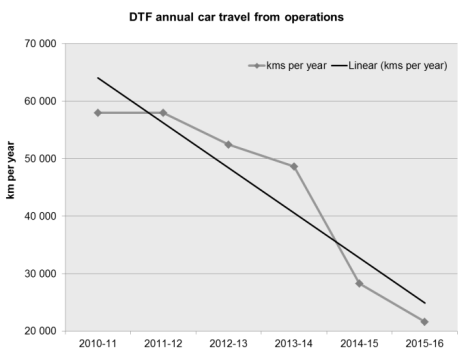 DTF annual car travel from operations
70 000
kms per year Linear (kms per year)
60 000
50 000
40 000
30 000
20 000
km per year
2010-11 2011-12 2012-13 2013-14 2014-15 2015-16